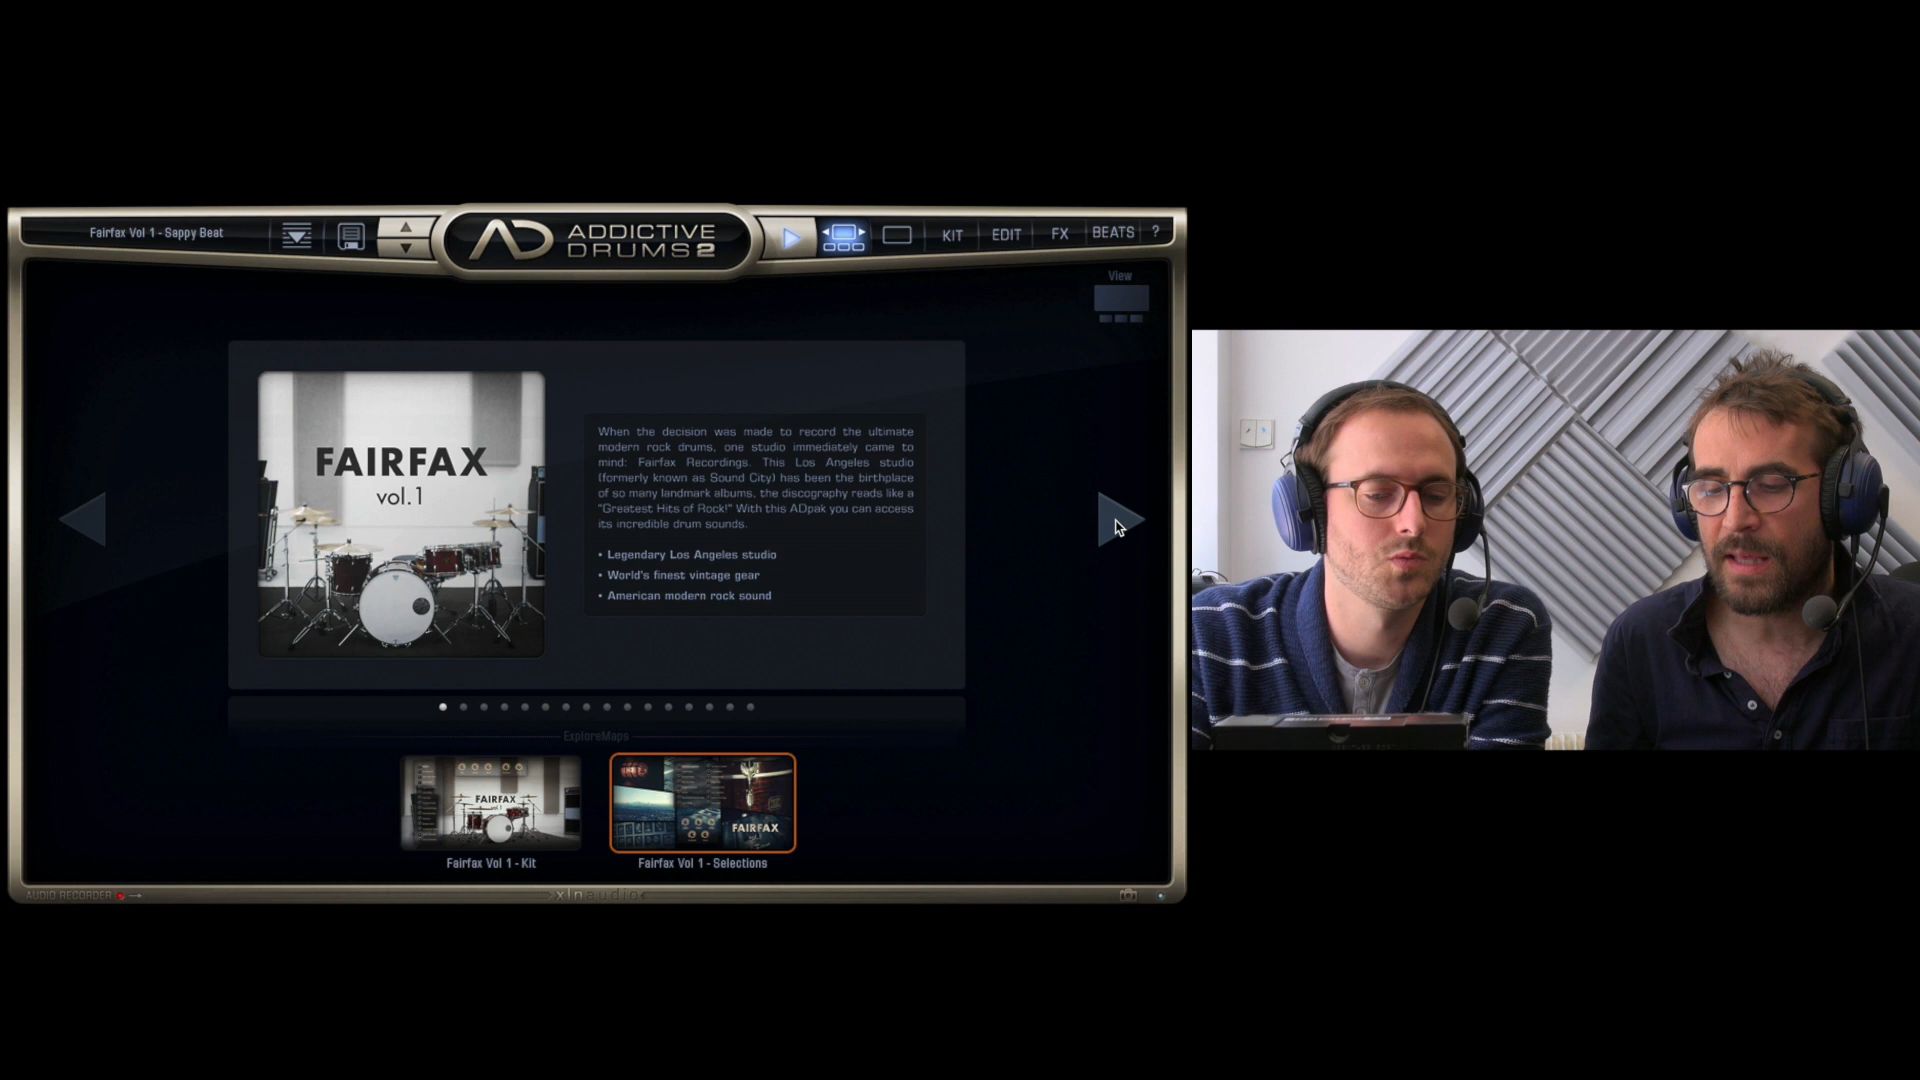 Fairfax Vol 1 - Sappy Beat
ADDICTIVE
DRUMS 2
KIT
EDIT
FX
BEATS
?
View
FAIRFAX
vol.1
When the decision was made to record the ultimate
modern rock drums, one studio immediately came to
mind: Fairfax Recordings. This Los Angeles studio
(formerly known as Sound City) has been the birthplace
of so many landmark albums, the discography reads like a
"Greatest Hits of Rock!" With this ADpak you can access
its incredible drum sounds.
• Legendary Los Angeles studio
• World's finest vintage gear
• American modern rock sound
ExploreMaps
FAIRFAX
FAIRFAX
Fairfax Vol 1 - Kit
Fairfax Vol 1 - Selections
AUDIO RECORDER
xlnaudio